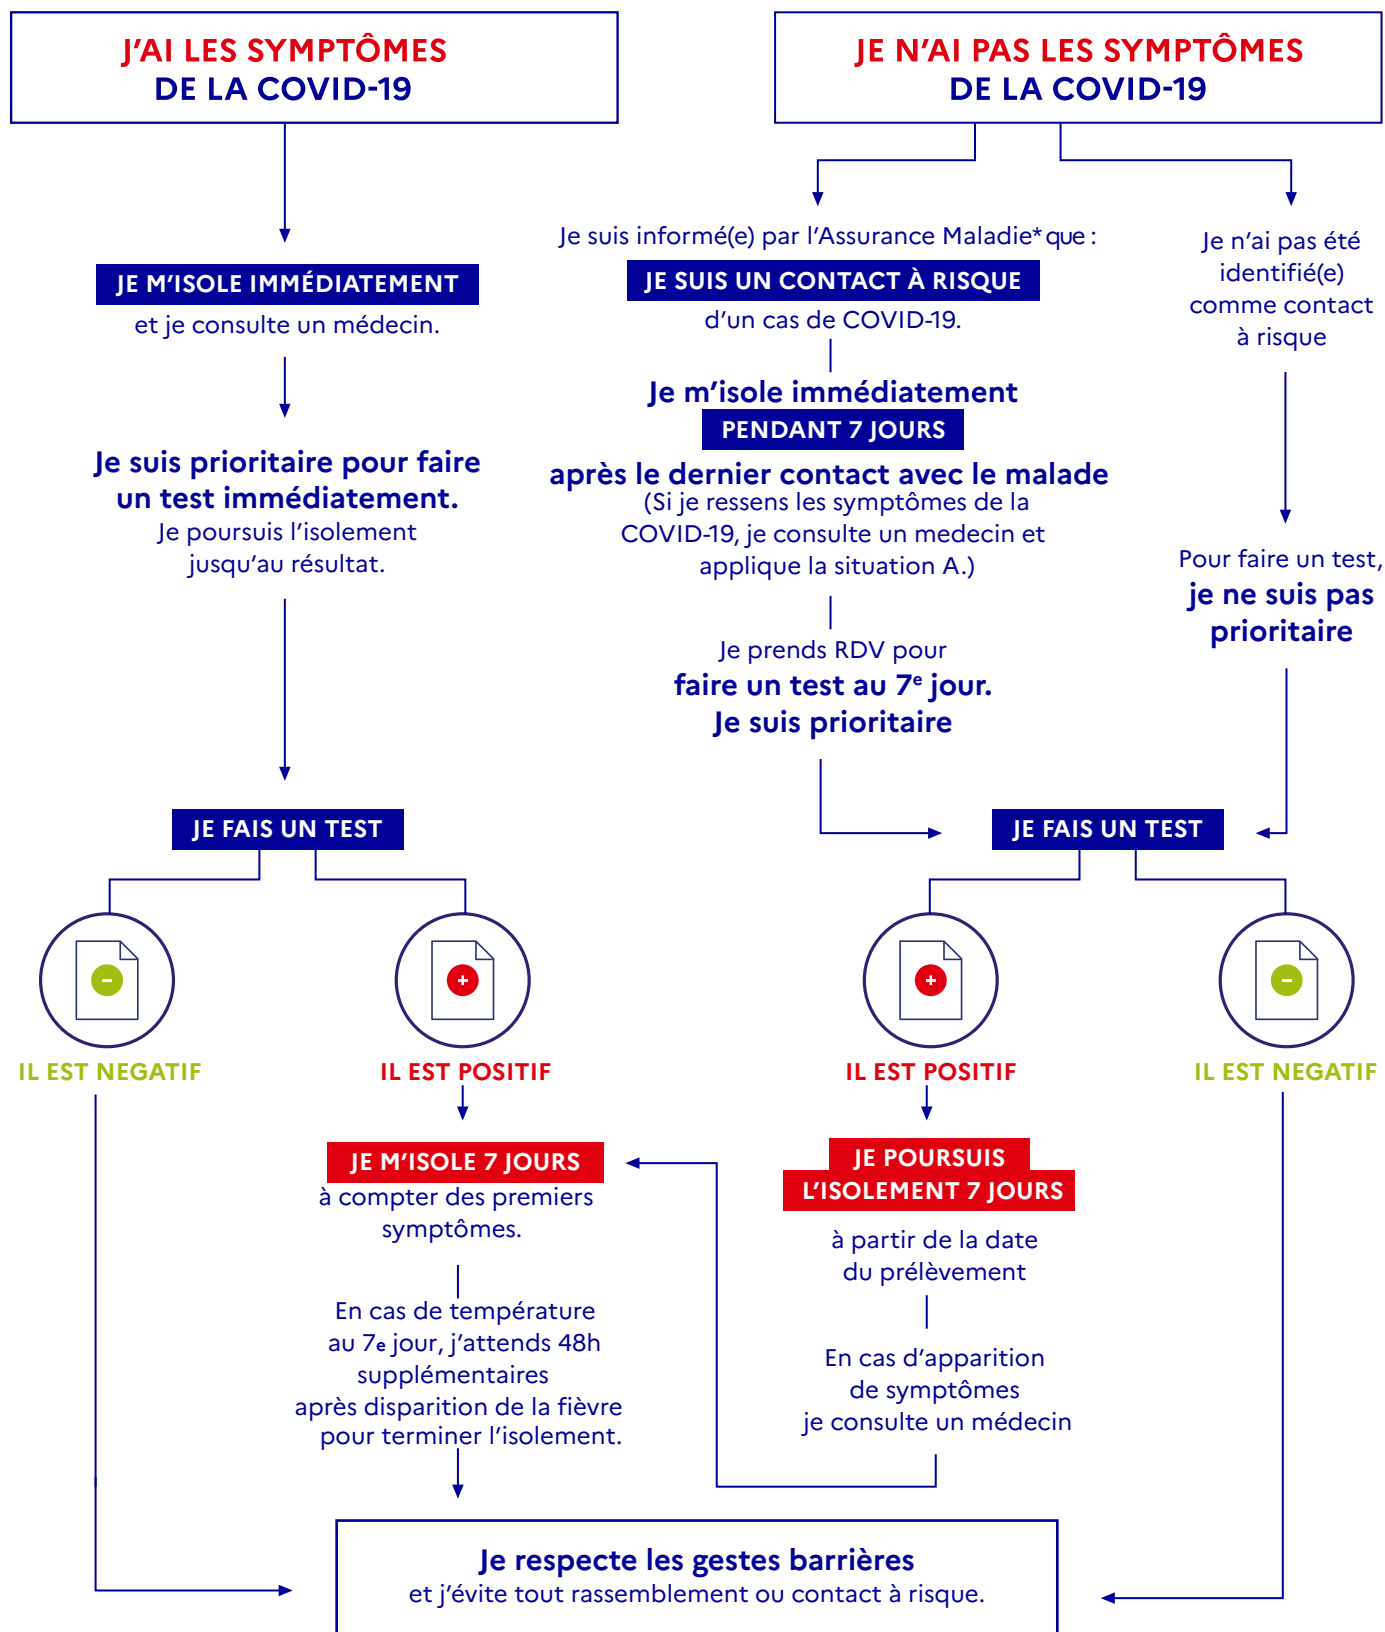 J'AI LES SYMPTÔMES
DE LA COVID-19
JE M'ISOLE IMMÉDIATEMENT
et je consulte un médecin.
Je suis prioritaire pour faire
un test immédiatement.
Je poursuis l'isolement
jusqu'au résultat.
JE FAIS UN TEST
IL EST NEGATIF
IL EST POSITIF
JE M'ISOLE 7 JOURS
à compter des premiers
symptômes.
En cas de température
au 7e jour, j'attends 48h
supplémentaires
après disparition de la fièvre
pour terminer l'isolement.
JE N'AI PAS LES SYMPTÔMES
DE LA COVID-19
Je suis informé(e) par l'Assurance Maladie* que :
JE SUIS UN CONTACT À RISQUE
d'un cas de COVID-19.
Je m'isole immédiatement
PENDANT 7 JOURS
après le dernier contact avec le malade
(Si je ressens les symptômes de la
COVID-19, je consulte un medecin et
applique la situation A.)
Je prends RDV pour
faire un test au 7e jour.
Je suis prioritaire
Je n'ai pas été
identifié(e)
comme contact
à risque
Pour faire un test,
je ne suis pas
prioritaire
JE FAIS UN TEST
IL EST POSITIF
IL EST NEGATIF
JE POURSUIS
L'ISOLEMENT 7 JOURS
à partir de la date
du prélèvement
En cas d'apparition
de symptômes
je consulte un médecin
Je respecte les gestes barrières
et j'évite tout rassemblement ou contact à risque.